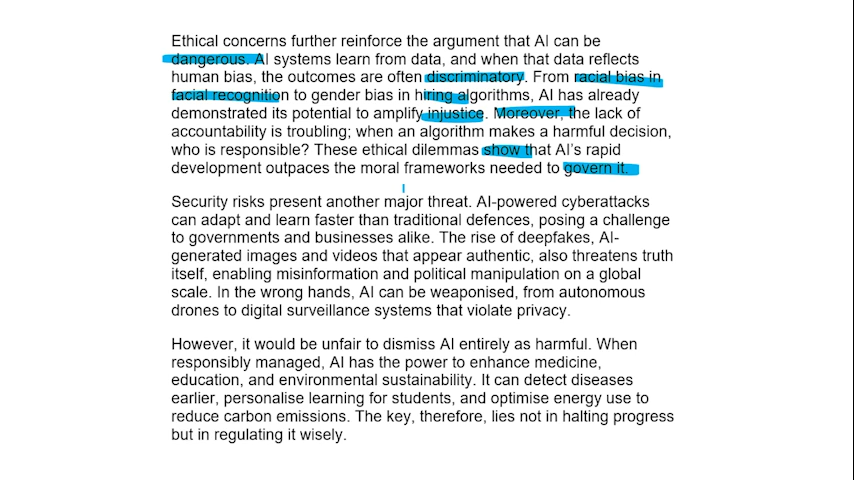 Ethical concerns further reinforce the argument that AI can be
dangerous. AI systems learn from data, and when that data reflects
human bias, the outcomes are often discriminatory. From racial bias in
facial recognition to gender bias in hiring algorithms, AI has already
demonstrated its potential to amplify injustice. Moreover, the lack of
accountability is troubling; when an algorithm makes a harmful decision,
who is responsible? These ethical dilemmas show that AI’s rapid
development outpaces the moral frameworks needed to govern it.
Security risks present another major threat. AI-powered cyberattacks
can adapt and learn faster than traditional defences, posing a challenge
to governments and businesses alike. The rise of deepfakes, AI-
generated images and videos that appear authentic, also threatens truth
itself, enabling misinformation and political manipulation on a global
scale. In the wrong hands, AI can be weaponised, from autonomous
drones to digital surveillance systems that violate privacy.
However, it would be unfair to dismiss AI entirely as harmful. When
responsibly managed, AI has the power to enhance medicine,
education, and environmental sustainability. It can detect diseases
earlier, personalise learning for students, and optimise energy use to
reduce carbon emissions. The key, therefore, lies not in halting progress
but in regulating it wisely.